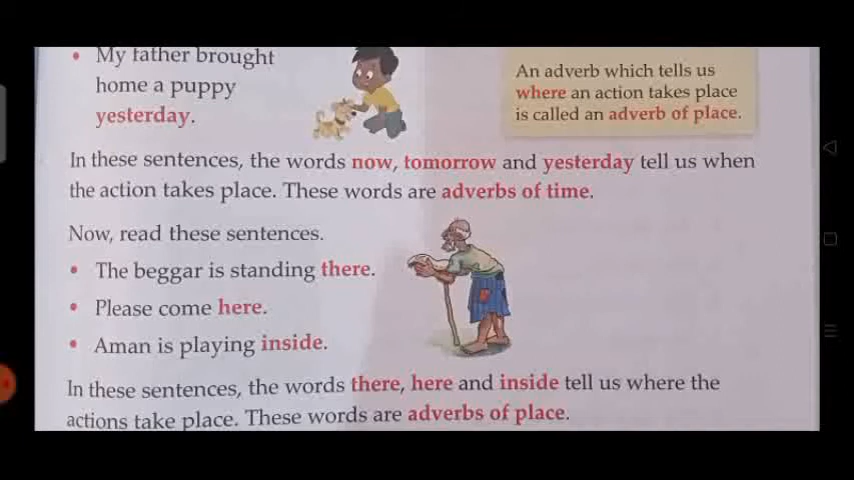 • My father brought
home a puppy
yesterday.
An adverb which tells us
where an action takes place
is called an adverb of place.
In these sentences, the words now, tomorrow and yesterday tell us when
the action takes place. These words are adverbs of time.
Now, read these sentences.
• The beggar is standing there.
• Please come here.
• Aman is playing inside.
In these sentences, the words there, here and inside tell us where the
actions take place. These words are adverbs of place.